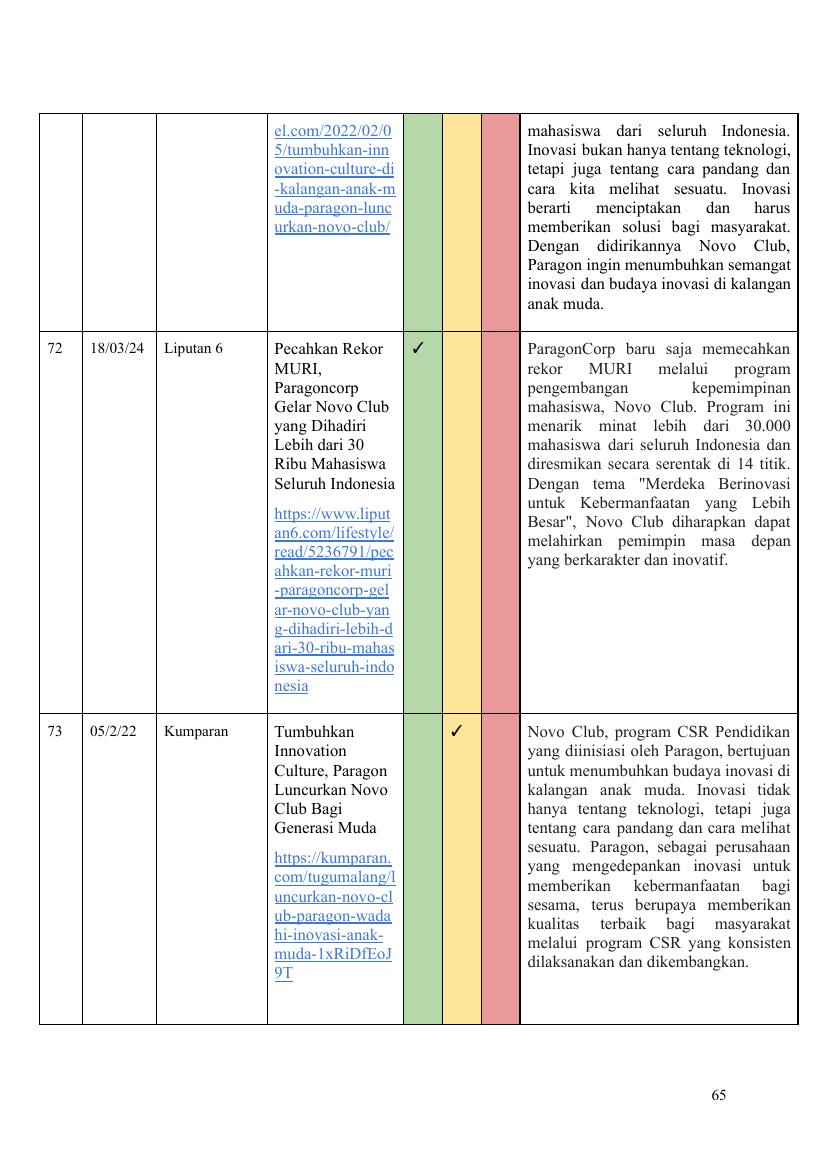 el.com/2022/02/0
5/tumbuhkan-inn
ovation-culture-di
-kalangan-anak-m
uda-paragon-lunc
urkan-novo-club/
mahasiswa dari seluruh Indonesia.
Inovasi bukan hanya tentang teknologi,
tetapi juga tentang cara pandang dan
cara kita melihat sesuatu. Inovasi
berarti menciptakan dan harus
memberikan solusi bagi masyarakat.
Dengan didirikannya Novo Club,
Paragon ingin menumbuhkan semangat
inovasi dan budaya inovasi di kalangan
anak muda.
72
18/03/24
Liputan 6
Pecahkan Rekor
MURI,
Paragoncorp
Gelar Novo Club
yang Dihadiri
Lebih dari 30
Ribu Mahasiswa
Seluruh Indonesia
https://www.liput
an6.com/lifestyle/
read/5236791/pec
ahkan-rekor-muri
-paragoncorp-gel
ar-novo-club-yan
g-dihadiri-lebih-d
ari-30-ribu-mahas
iswa-seluruh-indo
nesia
✓
ParagonCorp baru saja memecahkan
rekor MURI melalui program
pengembangan kepemimpinan
mahasiswa, Novo Club. Program ini
menarik minat lebih dari 30.000
mahasiswa dari seluruh Indonesia dan
diresmikan secara serentak di 14 titik.
Dengan tema "Merdeka Berinovasi
untuk Kebermanfaatan yang Lebih
Besar", Novo Club diharapkan dapat
melahirkan pemimpin masa depan
yang berkarakter dan inovatif.
73
05/2/22
Kumparan
Tumbuhkan
Innovation
Culture, Paragon
Luncurkan Novo
Club Bagi
Generasi Muda
https://kumparan.
com/tugumalang/l
uncurkan-novo-cl
ub-paragon-wada
hi-inovasi-anak-
muda-1xRiDfEoJ
9T
✓
Novo Club, program CSR Pendidikan
yang diinisiasi oleh Paragon, bertujuan
untuk menumbuhkan budaya inovasi di
kalangan anak muda. Inovasi tidak
hanya tentang teknologi, tetapi juga
tentang cara pandang dan cara melihat
sesuatu. Paragon, sebagai perusahaan
yang mengedepankan inovasi untuk
memberikan kebermanfaatan bagi
sesama, terus berupaya memberikan
kualitas terbaik bagi masyarakat
melalui program CSR yang konsisten
dilaksanakan dan dikembangkan.
65